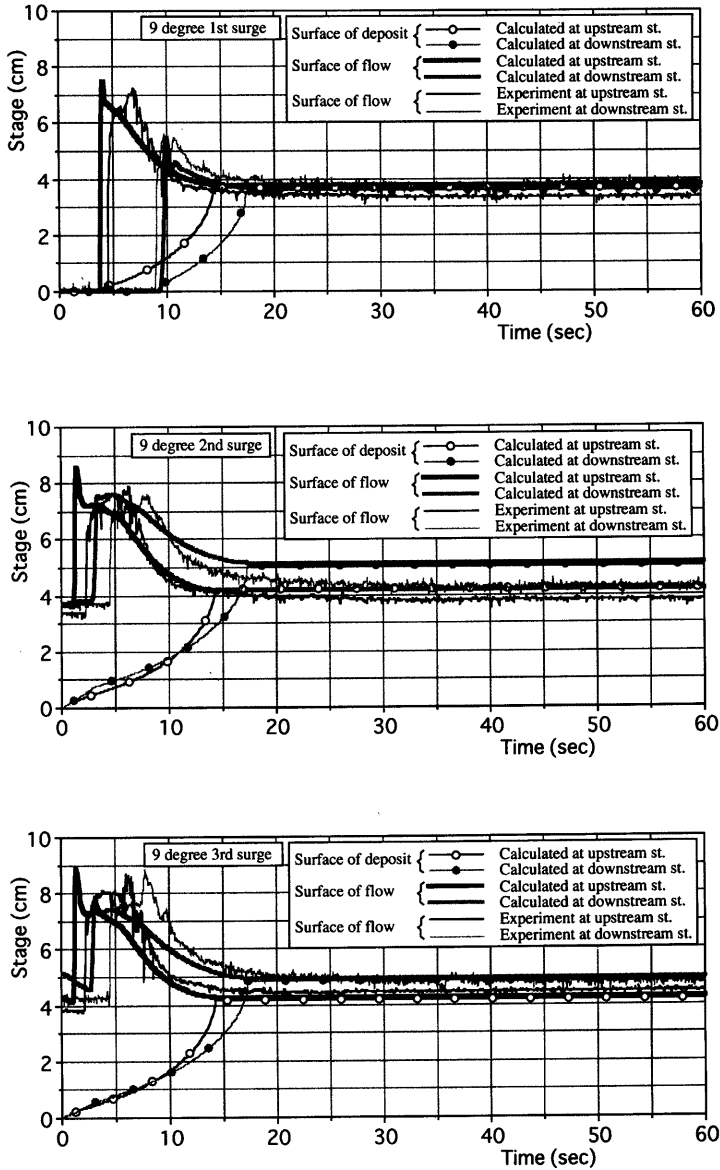 9 degree 1st surge
Surface of deposit { Calculated at upstream st.
Calculated at downstream st.
Surface of flow { Calculated at upstream st.
Calculated at downstream st.
Surface of flow { Experiment at upstream st.
Experiment at downstream st.
Stage (cm)
10
8
6
4
2
0
0 10 20 30 40 50 60
Time (sec)
9 degree 2nd surge
Surface of deposit { Calculated at upstream st.
Calculated at downstream st.
Surface of flow { Calculated at upstream st.
Calculated at downstream st.
Surface of flow { Experiment at upstream st.
Experiment at downstream st.
Stage (cm)
10
8
6
4
2
0
0 10 20 30 40 50 60
Time (sec)
9 degree 3rd surge
Surface of deposit { Calculated at upstream st.
Calculated at downstream st.
Surface of flow { Calculated at upstream st.
Calculated at downstream st.
Surface of flow { Experiment at upstream st.
Experiment at downstream st.
Stage (cm)
10
8
6
4
2
0
0 10 20 30 40 50 60
Time (sec)